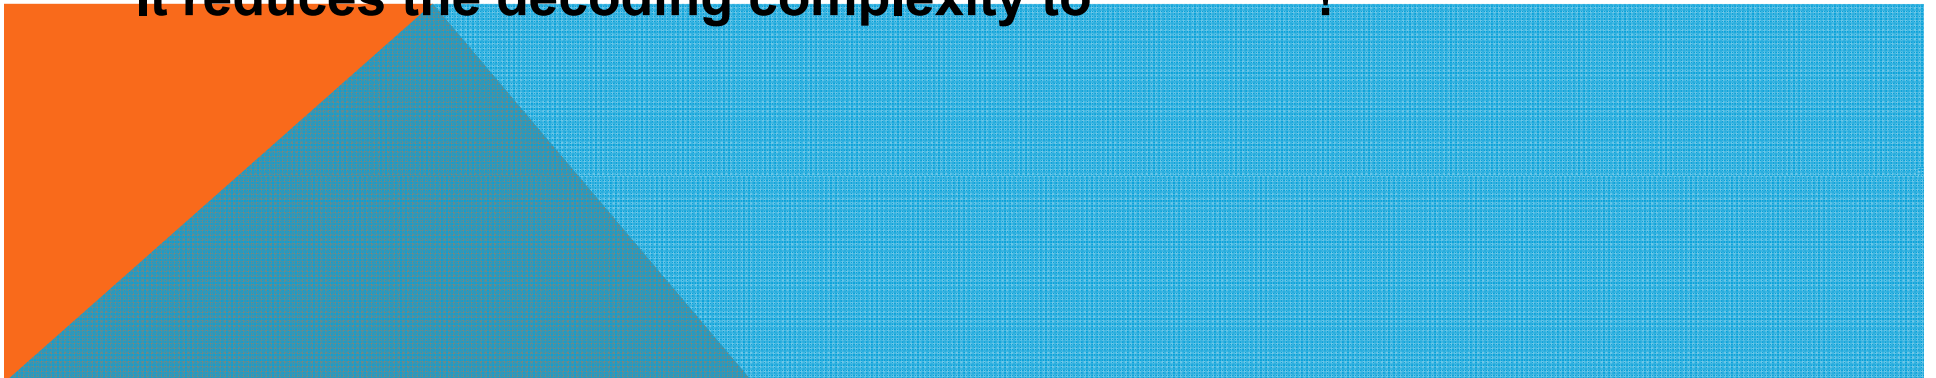 it reduces the decoding complexity to !